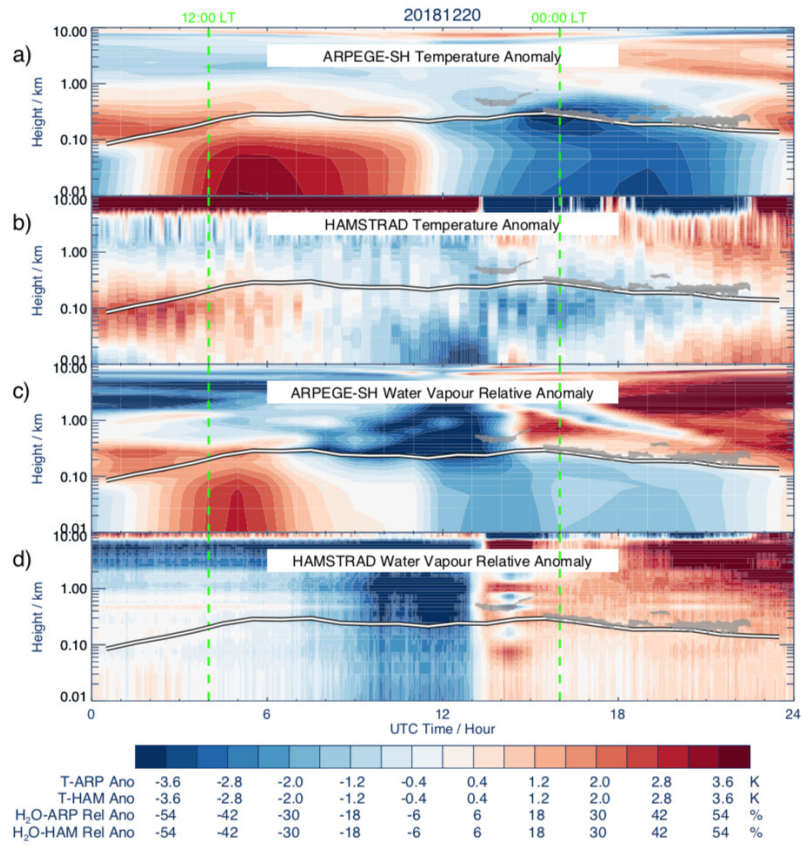 12:00 LT 20181220 00:00 LT
a) ARPEGE-SH Temperature Anomaly
10.00
1.00
0.10
0.01
Height / km
b) HAMSTRAD Temperature Anomaly
10.00
1.00
0.10
0.01
Height / km
c) ARPEGE-SH Water Vapour Relative Anomaly
10.00
1.00
0.10
0.01
Height / km
d) HAMSTRAD Water Vapour Relative Anomaly
10.00
1.00
0.10
0.01
Height / km
0 6 12 18 24
UTC Time / Hour
T-ARP Ano -3.6 -2.8 -2.0 -1.2 -0.4 0.4 1.2 2.0 2.8 3.6 K
T-HAM Ano -3.6 -2.8 -2.0 -1.2 -0.4 0.4 1.2 2.0 2.8 3.6 K
H₂O-ARP Rel Ano -54 -42 -30 -18 -6 6 18 30 42 54 %
H₂O-HAM Rel Ano -54 -42 -30 -18 -6 6 18 30 42 54 %